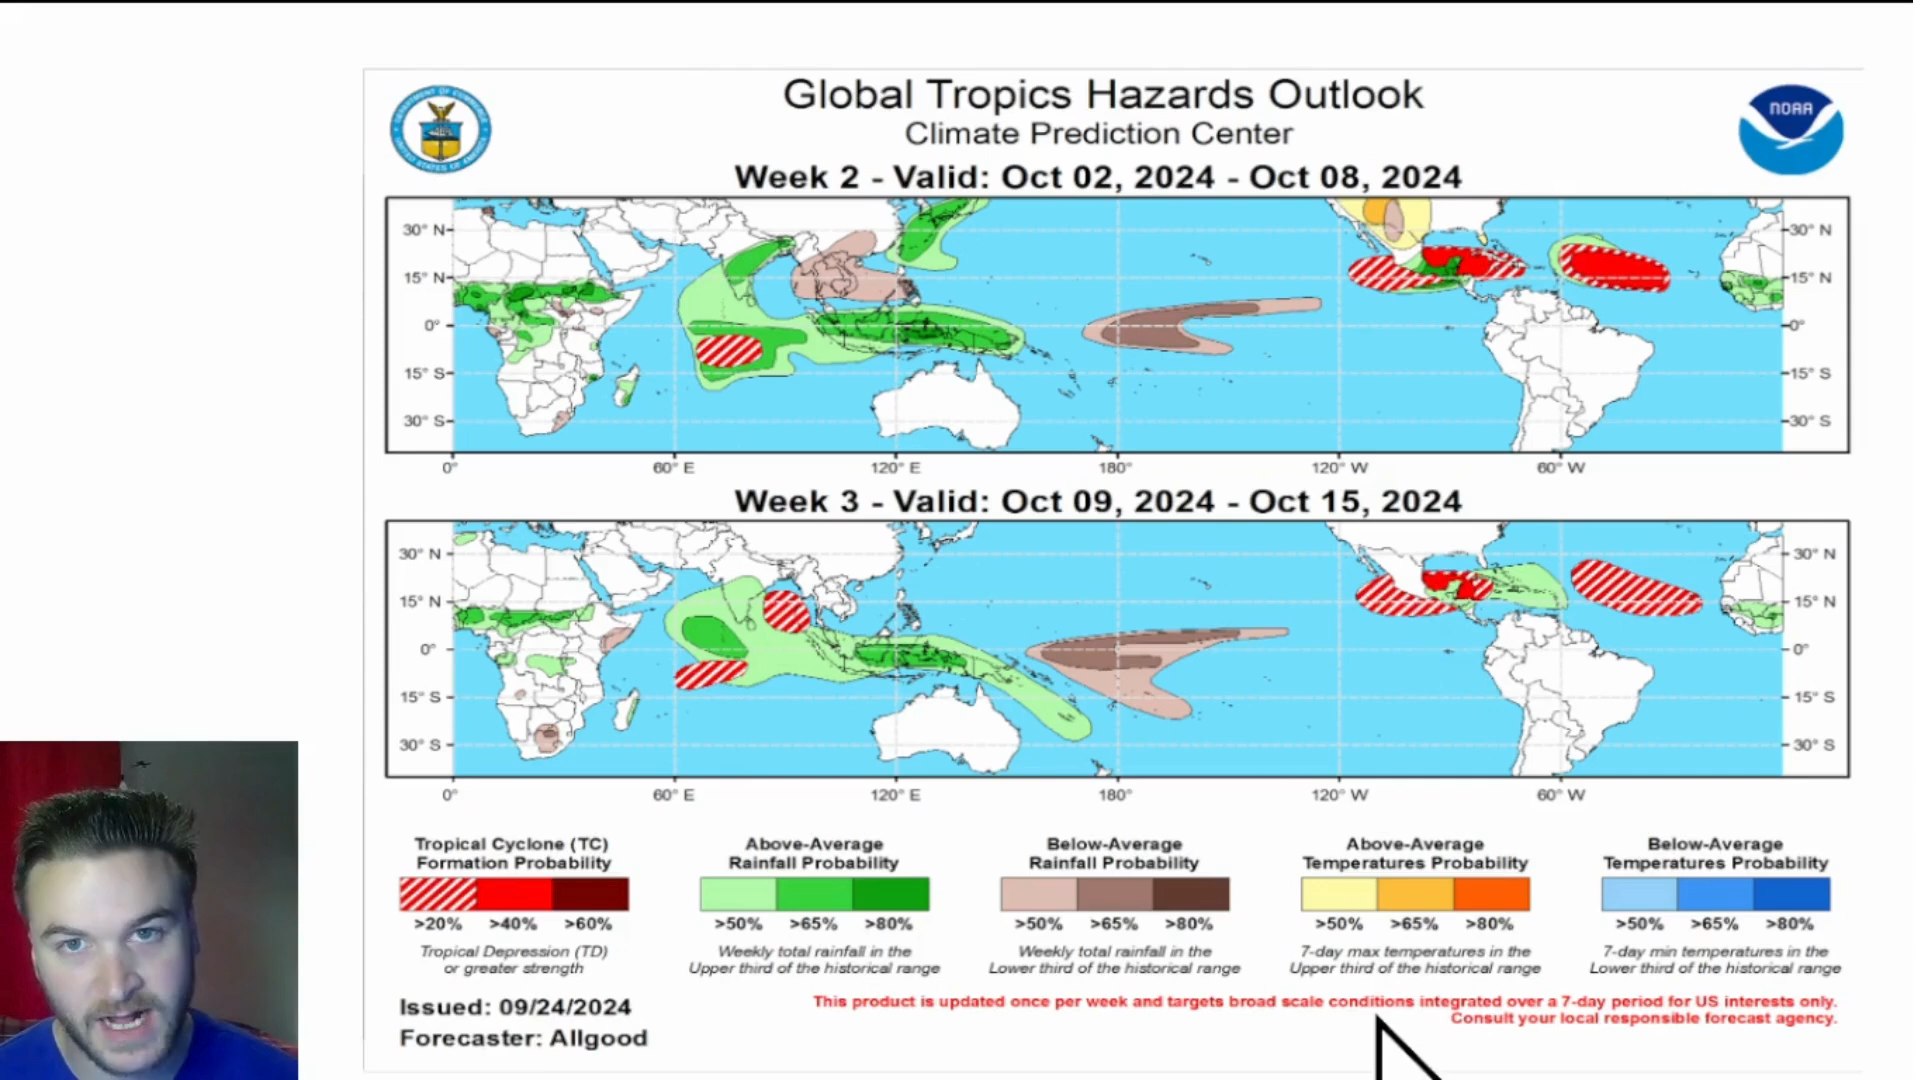 Global Tropics Hazards Outlook
Climate Prediction Center
NOAA
Week 2 - Valid: Oct 02, 2024 - Oct 08, 2024
30° N
15° N
0°
15° S
30° S
30° N
15° N
0°
15° S
30° S
0° 60° E 120° E 180° 120° W 60° W
Week 3 - Valid: Oct 09, 2024 - Oct 15, 2024
30° N
15° N
0°
15° S
30° S
30° N
15° N
0°
15° S
30° S
0° 60° E 120° E 180° 120° W 60° W
Tropical Cyclone (TC)
Formation Probability
>20% >40% >60%
Tropical Depression (TD)
or greater strength
Above-Average
Rainfall Probability
>50% >65% >80%
Weekly total rainfall in the
Upper third of the historical range
Below-Average
Rainfall Probability
>50% >65% >80%
Weekly total rainfall in the
Lower third of the historical range
Above-Average
Temperatures Probability
>50% >65% >80%
7-day max temperatures in the
Upper third of the historical range
Below-Average
Temperatures Probability
>50% >65% >80%
7-day min temperatures in the
Lower third of the historical range
Issued: 09/24/2024
Forecaster: Allgood
This product is updated once per week and targets broad scale conditions integrated over a 7-day period for US interests only.
Consult your local responsible forecast agency.